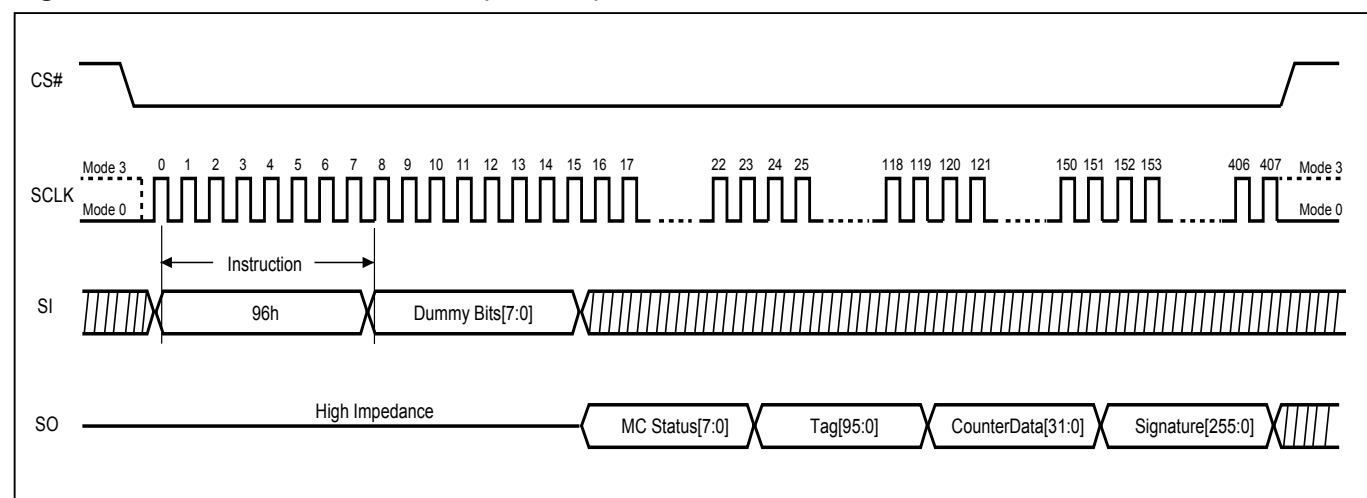 CS#
Mode 3 0 1 2 3 4 5 6 7 8 9 10 11 12 13 14 15 16 17 22 23 24 25 118 119 120 121 150 151 152 153 406 407 Mode 3
SCLK
Mode 0 Mode 0
Instruction
SI 96h Dummy Bits[7:0]
High Impedance
SO MC Status[7:0] Tag[95:0] CounterData[31:0] Signature[255:0]